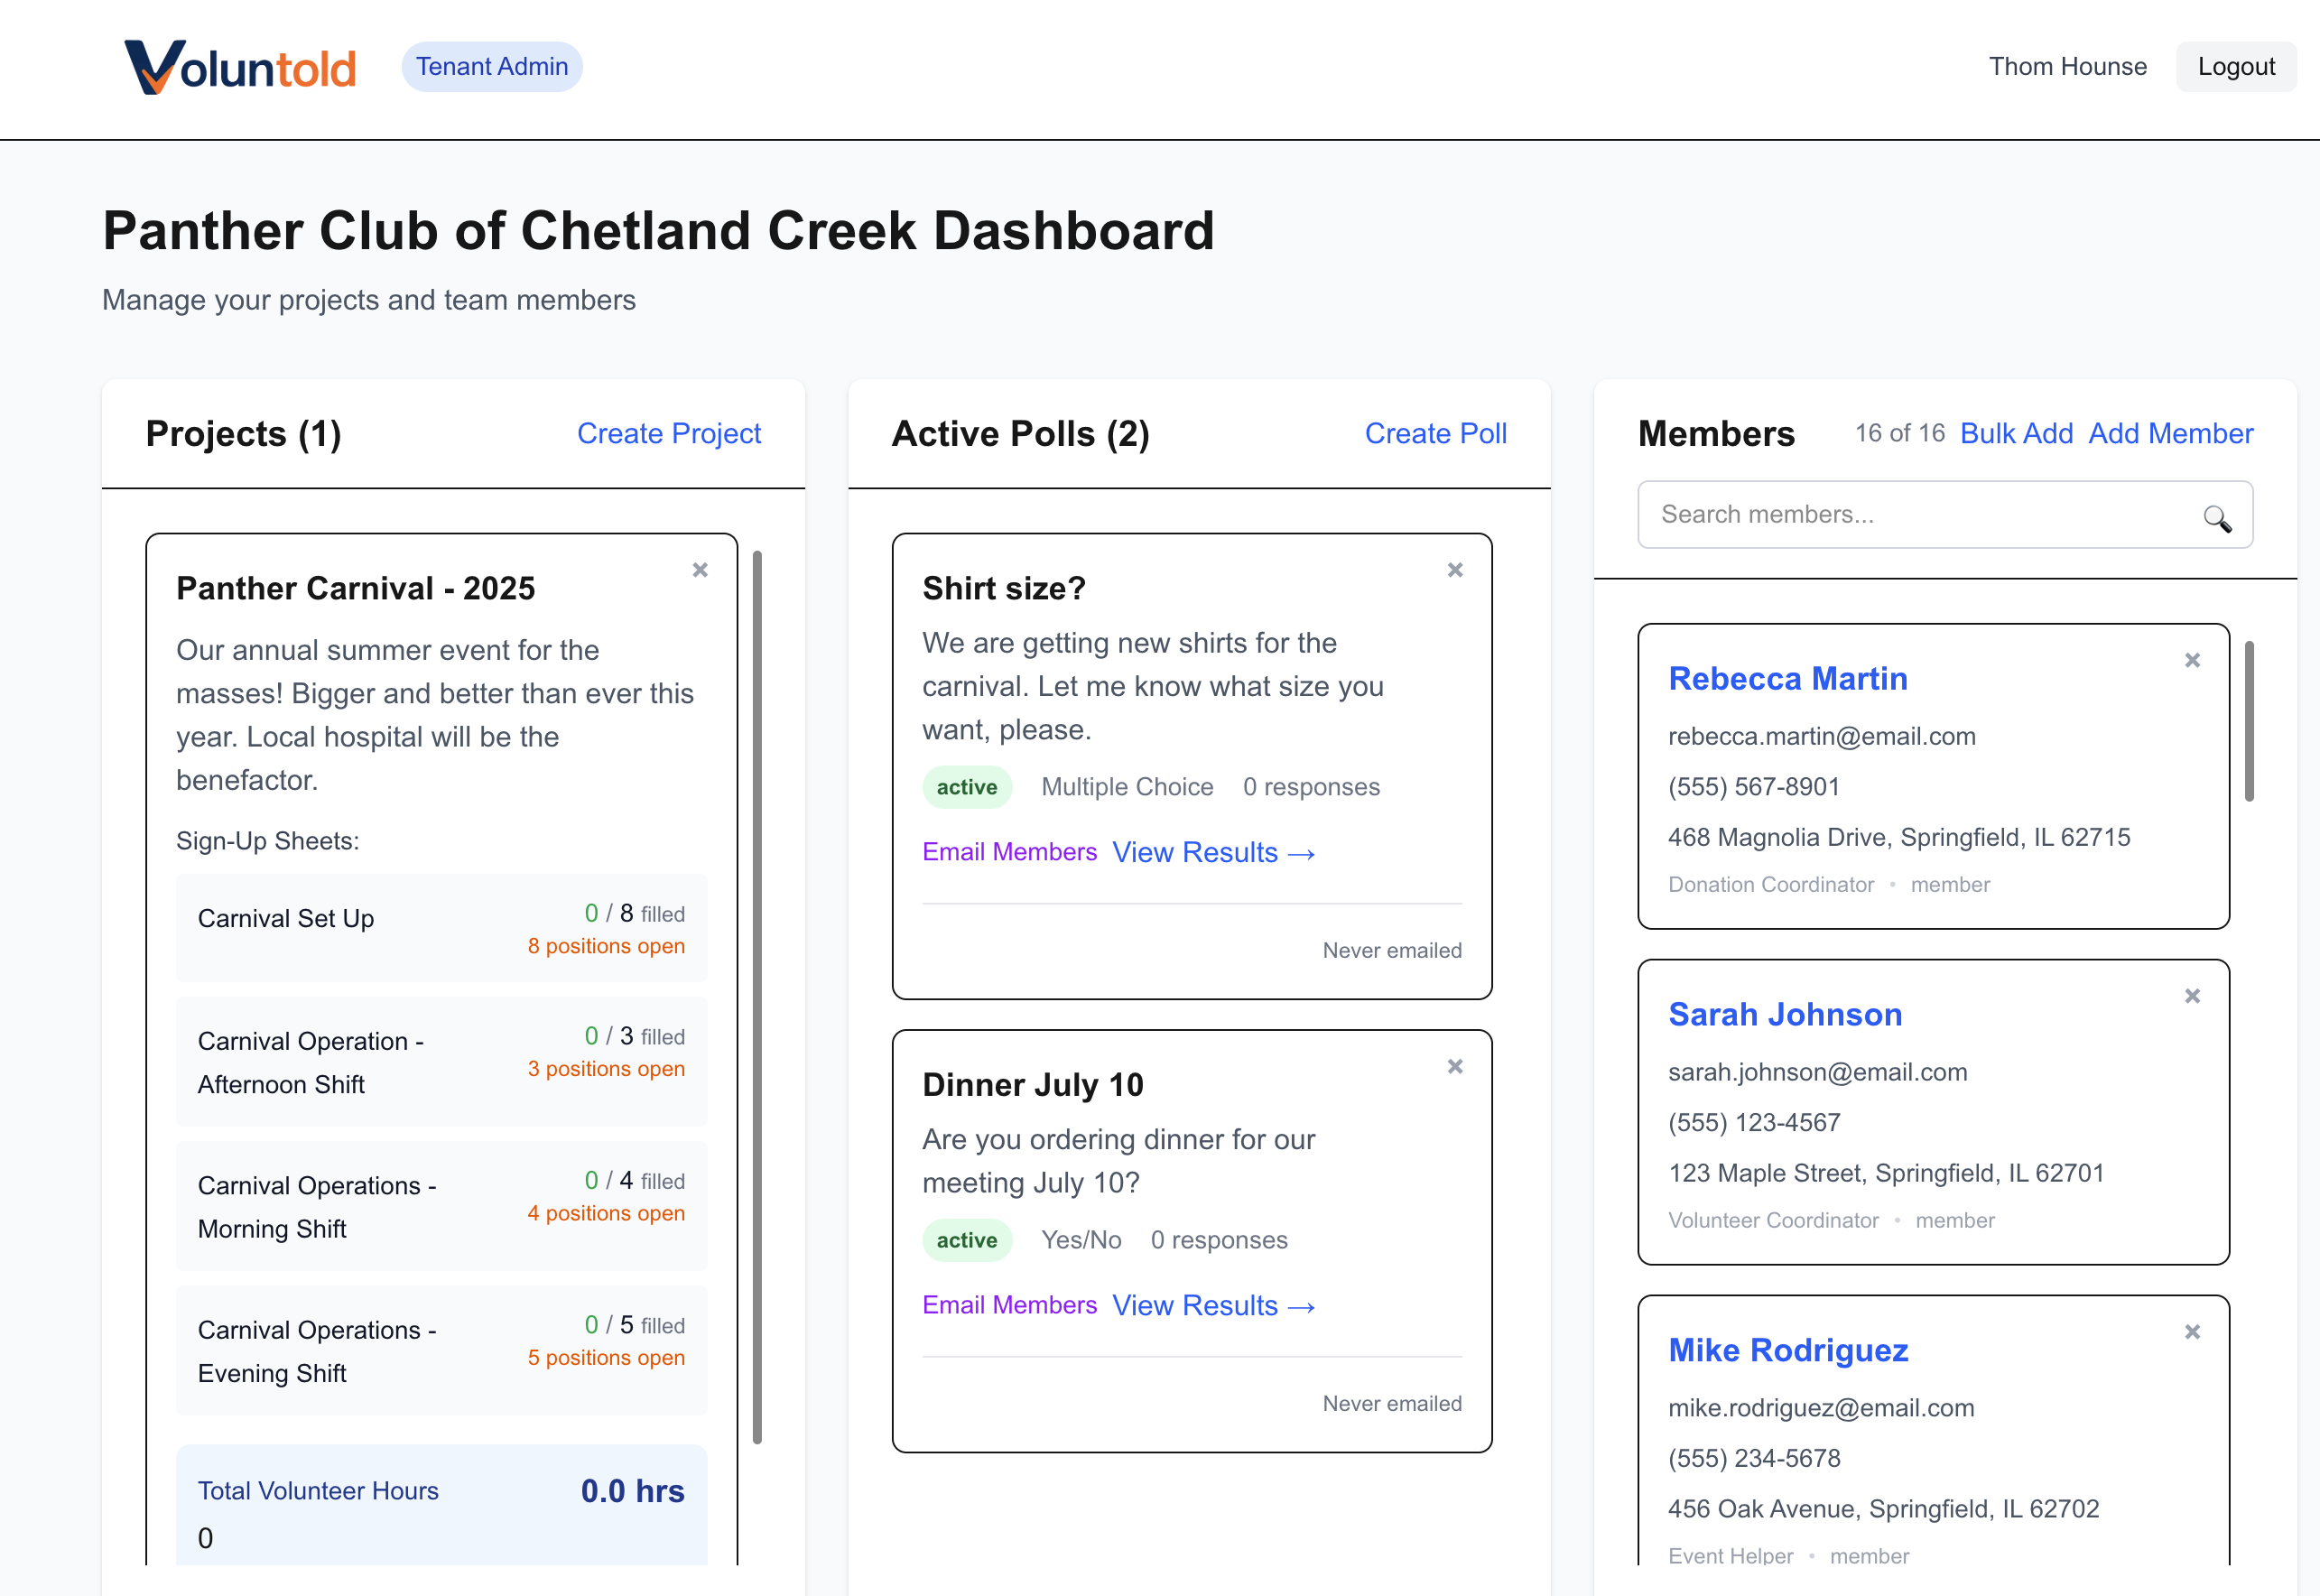 Voluntold
Tenant Admin
Thom Hounse
Logout
Panther Club of Chetland Creek Dashboard
Manage your projects and team members
Projects (1)
Create Project
Panther Carnival - 2025
×
Our annual summer event for the
masses! Bigger and better than ever this
year. Local hospital will be the
benefactor.
Sign-Up Sheets:
Carnival Set Up
0 / 8 filled
8 positions open
Carnival Operation -
Afternoon Shift
0 / 3 filled
3 positions open
Carnival Operations -
Morning Shift
0 / 4 filled
4 positions open
Carnival Operations -
Evening Shift
0 / 5 filled
5 positions open
Total Volunteer Hours
0.0 hrs
0
Active Polls (2)
Create Poll
Shirt size?
×
We are getting new shirts for the
carnival. Let me know what size you
want, please.
active Multiple Choice 0 responses
Email Members View Results →
Never emailed
Dinner July 10
×
Are you ordering dinner for our
meeting July 10?
active Yes/No 0 responses
Email Members View Results →
Never emailed
Members
16 of 16 Bulk Add Add Member
Search members...
Rebecca Martin
×
rebecca.martin@email.com
(555) 567-8901
468 Magnolia Drive, Springfield, IL 62715
Donation Coordinator • member
Sarah Johnson
×
sarah.johnson@email.com
(555) 123-4567
123 Maple Street, Springfield, IL 62701
Volunteer Coordinator • member
Mike Rodriguez
×
mike.rodriguez@email.com
(555) 234-5678
456 Oak Avenue, Springfield, IL 62702
Event Helper • member